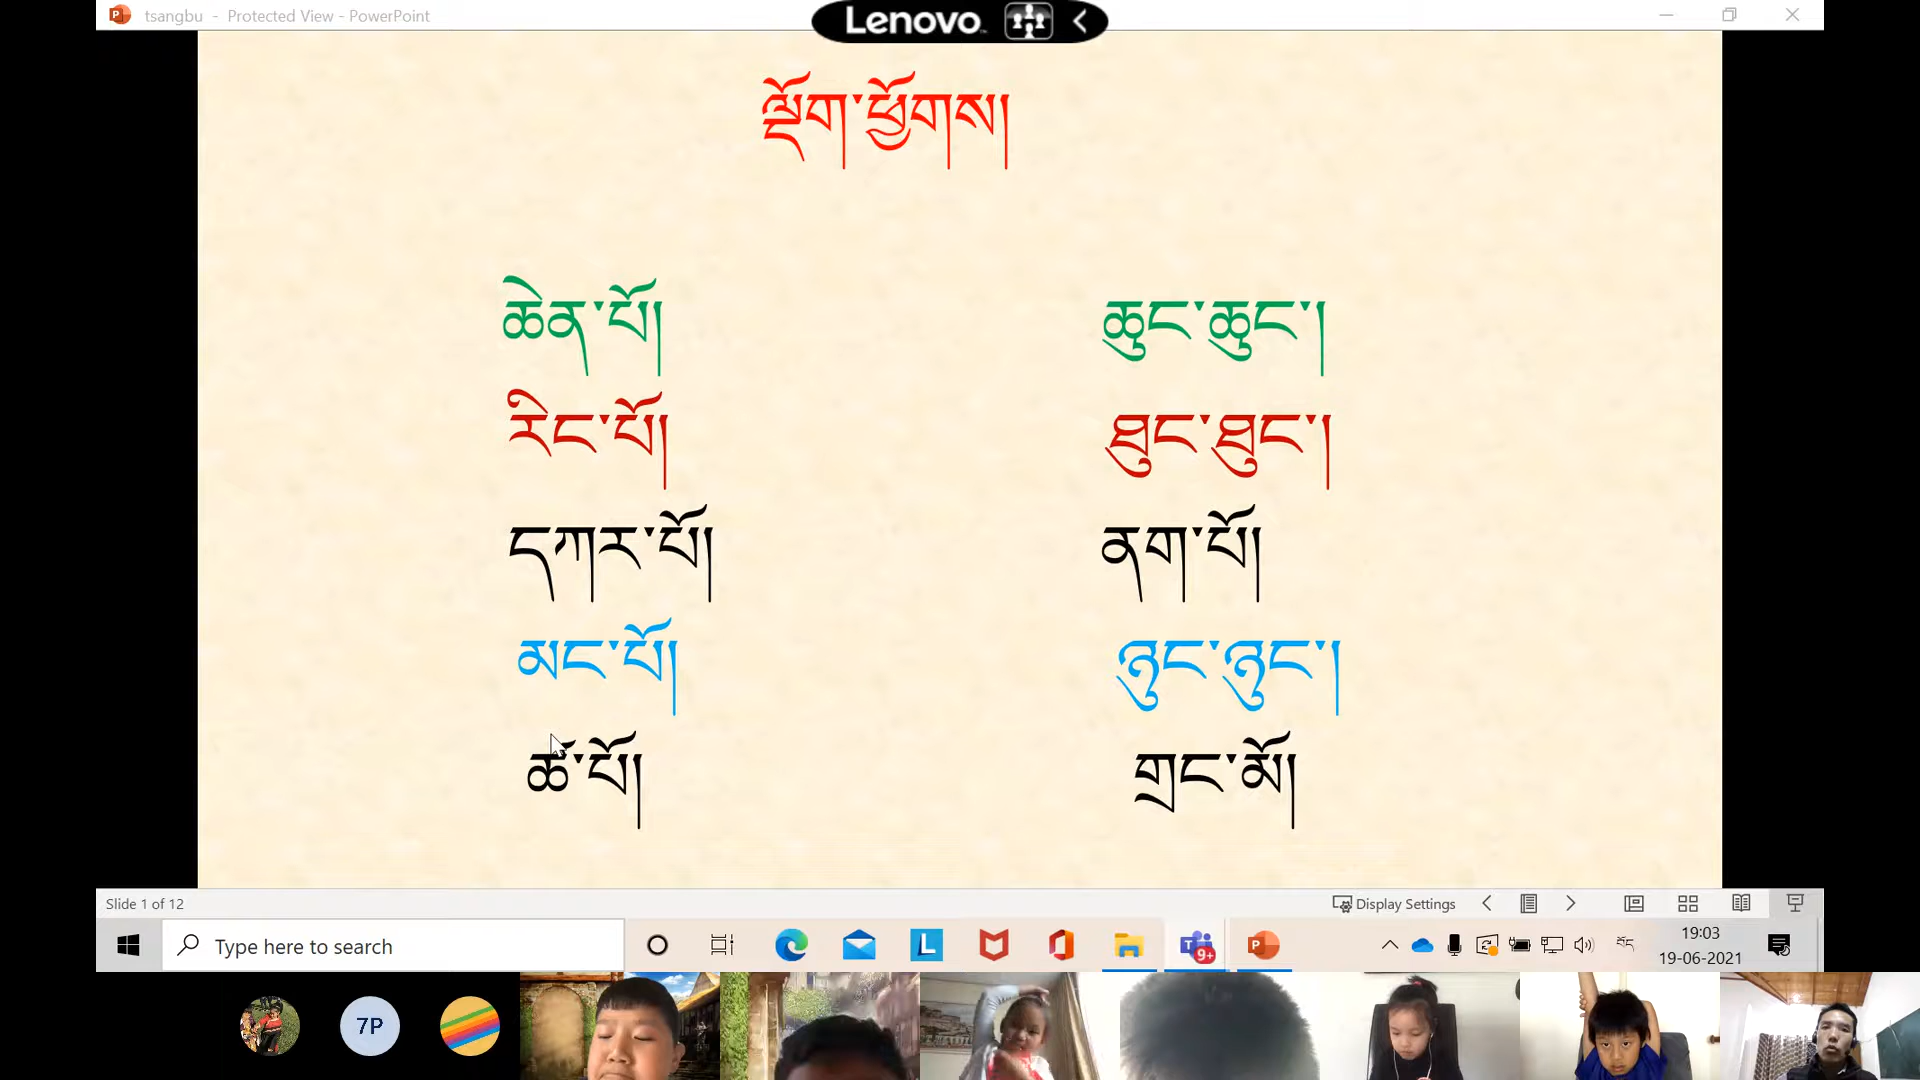 tsangbu - Protected View - PowerPoint
Lenovo
ལྡོག་ཕྱོགས།
ཆེན་པོ། ཆུང་ཆུང་།
རིང་པོ། ཐུང་ཐུང་།
དཀར་པོ། ནག་པོ།
མང་པོ། ཉུང་ཉུང་།
ཚ་པོ། གྲང་མོ།
Slide 1 of 12 Display Settings
Type here to search 9+ བོད 19:03
19-06-2021
7P